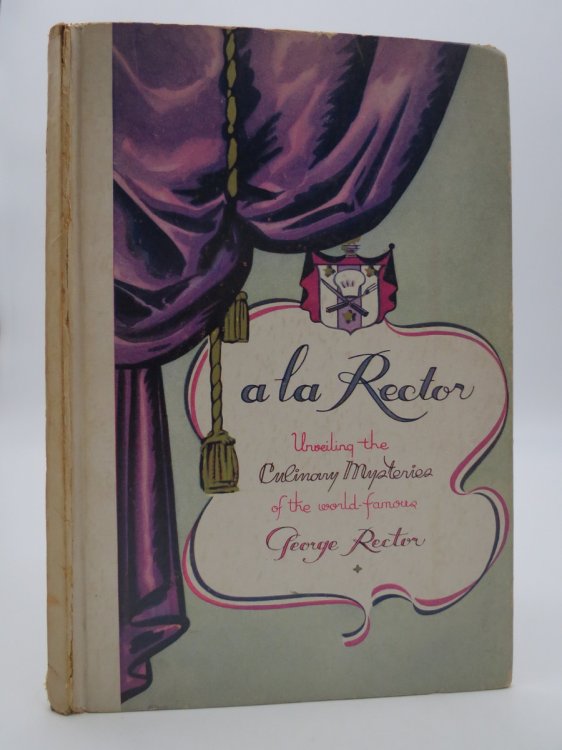 a la Rector
Unveiling the
Culinary Mysteries
of the world-famous
George Rector